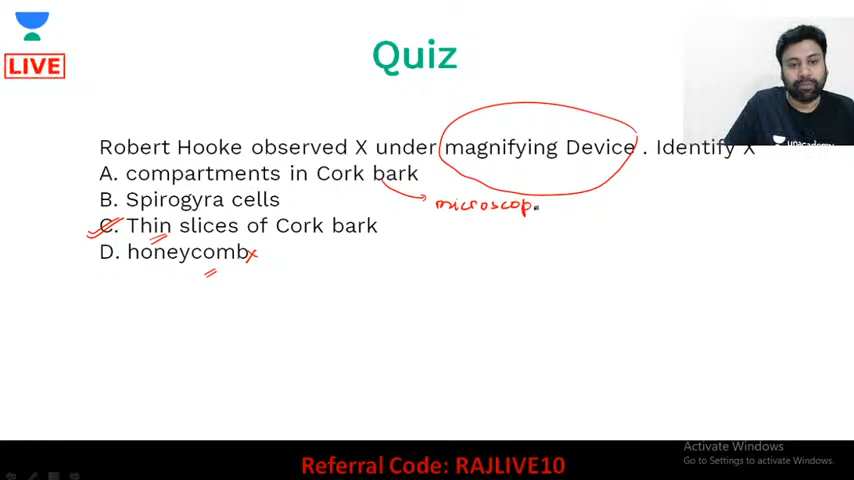 Quiz
LIVE
Robert Hooke observed X under magnifying Device . Identify X
A. compartments in Cork bark
B. Spirogyra cells
microscop
C. Thin slices of Cork bark
D. honeycomb
unacademy
Activate Windows
Go to Settings to activate Windows.
Referral Code: RAJLIVE10